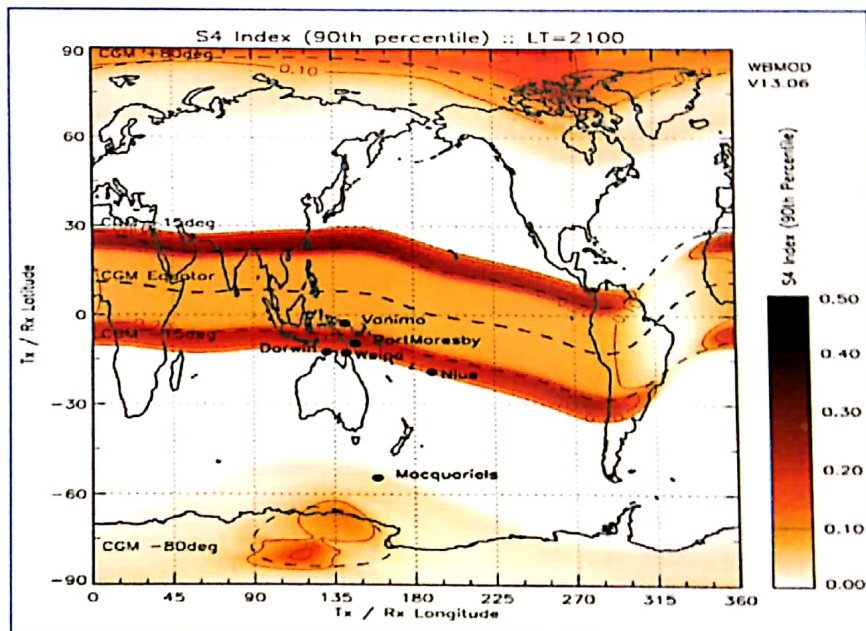 S4 Index (90th percentile) :: LT=2100
WBMOD
V13.06
90
60
30
0
−30
−60
−90
Tx / Rx Latitude
CGM +80deg
0.10
CGM +15deg
CGM Equator
CGM −15deg
Vanimo
PortMoresby
Darwin
Weipa
Niue
MacquarieIs
CGM −80deg
0
45
90
135
180
225
270
315
360
Tx / Rx Longitude
S4 Index (90th Percentile)
0.50
0.40
0.30
0.20
0.10
0.00